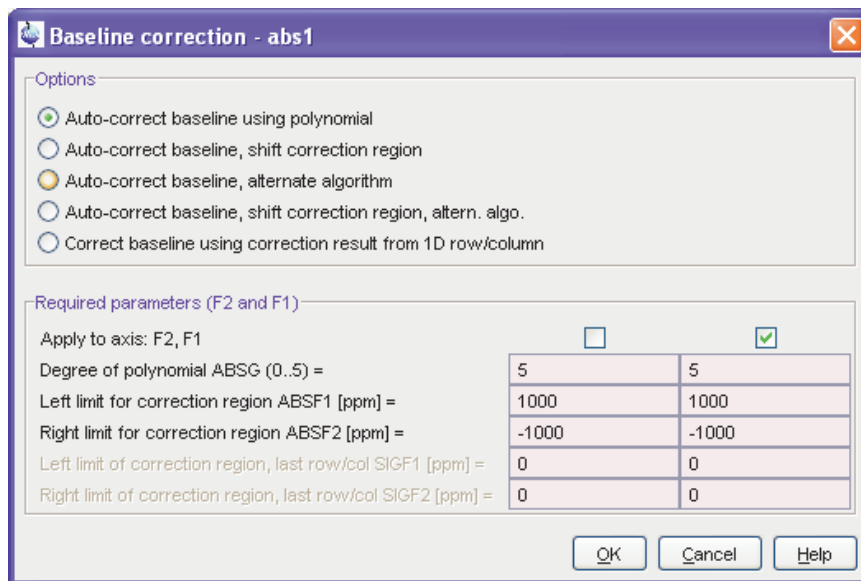 Baseline correction - abs1
Options
Auto-correct baseline using polynomial
Auto-correct baseline, shift correction region
Auto-correct baseline, alternate algorithm
Auto-correct baseline, shift correction region, altern. algo.
Correct baseline using correction result from 1D row/column
Required parameters (F2 and F1)
Apply to axis: F2, F1
Degree of polynomial ABSG (0..5) = 5 5
Left limit for correction region ABSF1 [ppm] = 1000 1000
Right limit for correction region ABSF2 [ppm] = -1000 -1000
Left limit of correction region, last row/col SIGF1 [ppm] = 0 0
Right limit of correction region, last row/col SIGF2 [ppm] = 0 0
OK Cancel Help